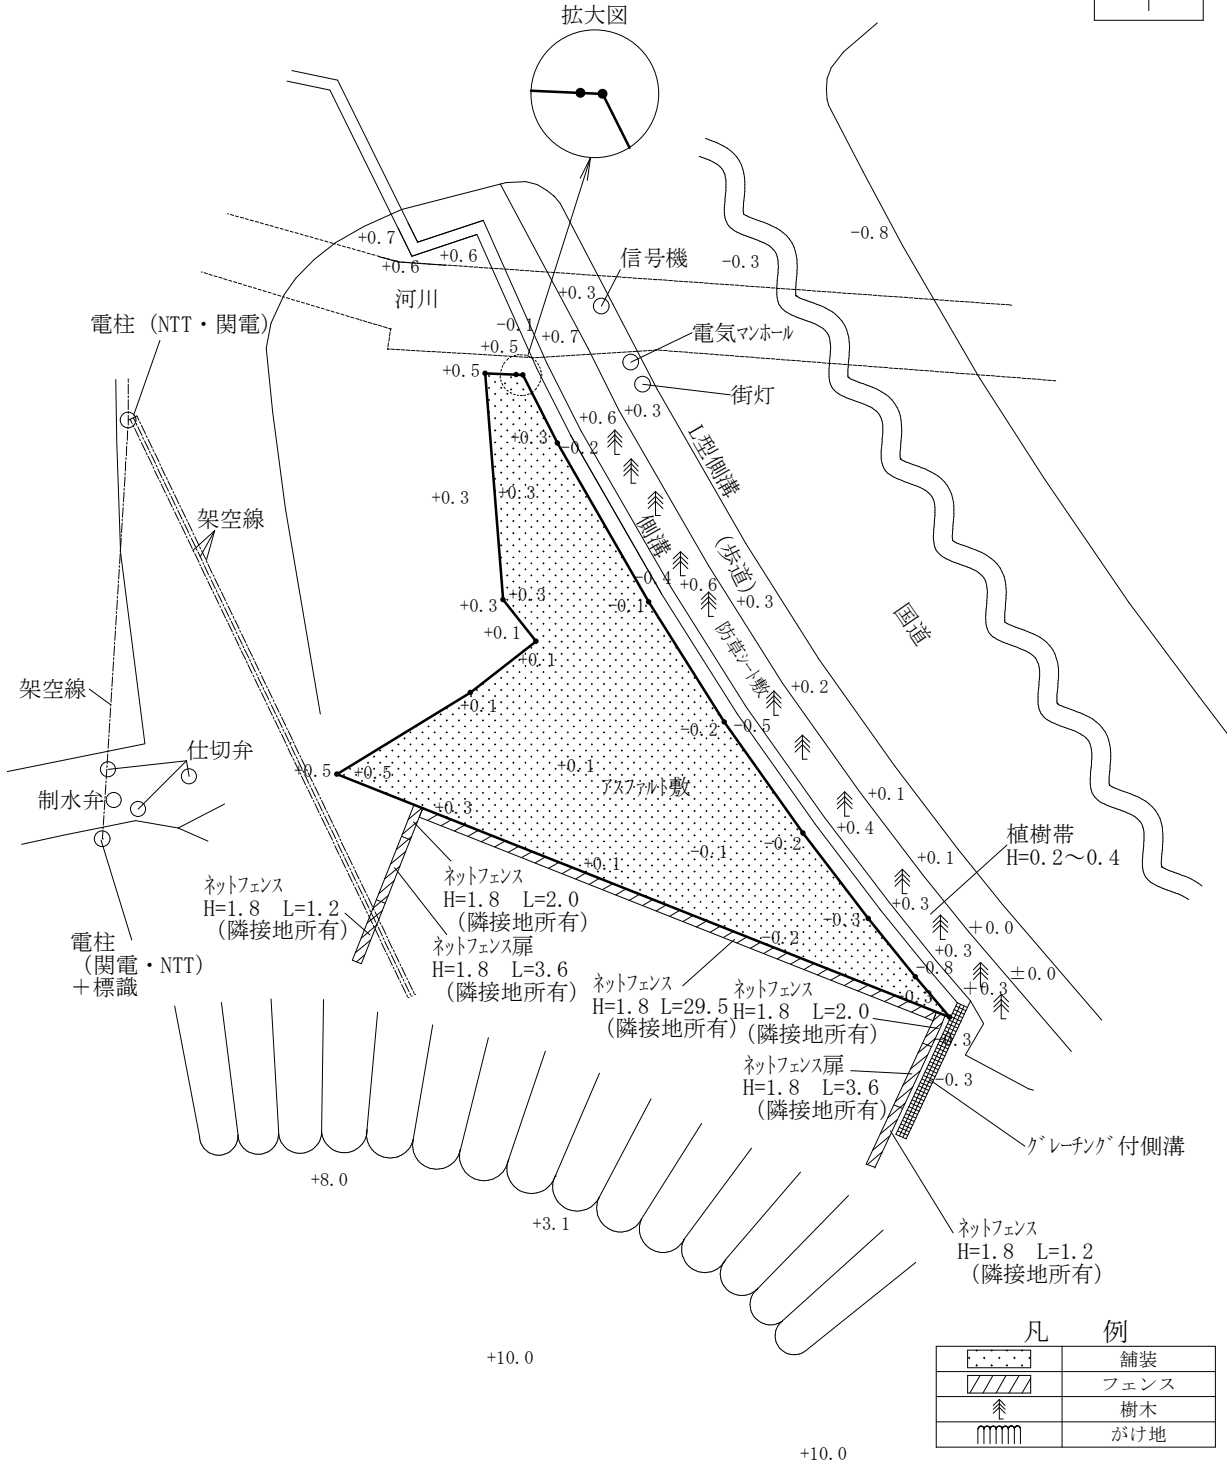 拡大図
-0.8
+0.7
+0.6
+0.6
信号機
-0.3
河川
+0.3
電柱（NTT・関電）
-0.1
+0.7
電気マンホール
+0.5
+0.5
街灯
+0.6
+0.3
+0.3
-0.2
L型側溝
+0.3
+0.3
架空線
側溝
(歩道)
-0.4
+0.6
+0.3
+0.3
+0.3
-0.1
国道
+0.1
防草シート敷
+0.1
架空線
+0.1
+0.2
-0.2
-0.5
仕切弁
+0.5
+0.5
+0.1
アスファルト敷
制水弁
+0.3
+0.1
+0.4
植樹帯
H=0.2～0.4
-0.2
-0.1
+0.1
+0.1
ネットフェンス
H=1.8 L=1.2
（隣接地所有）
ネットフェンス
H=1.8 L=2.0
（隣接地所有）
+0.3
-0.3
+0.0
-0.2
+0.3
電柱
（関電・NTT）
＋標識
ネットフェンス扉
H=1.8 L=3.6
（隣接地所有）
-0.8
±0.0
+0.3
-0.3
ネットフェンス
H=1.8 L=29.5
（隣接地所有）
ネットフェンス
H=1.8 L=2.0
（隣接地所有）
-0.3
ネットフェンス扉
H=1.8 L=3.6
（隣接地所有）
-0.3
グレーチング付側溝
+8.0
+3.1
ネットフェンス
H=1.8 L=1.2
（隣接地所有）
+10.0
凡 例
舗装
フェンス
樹木
がけ地
+10.0